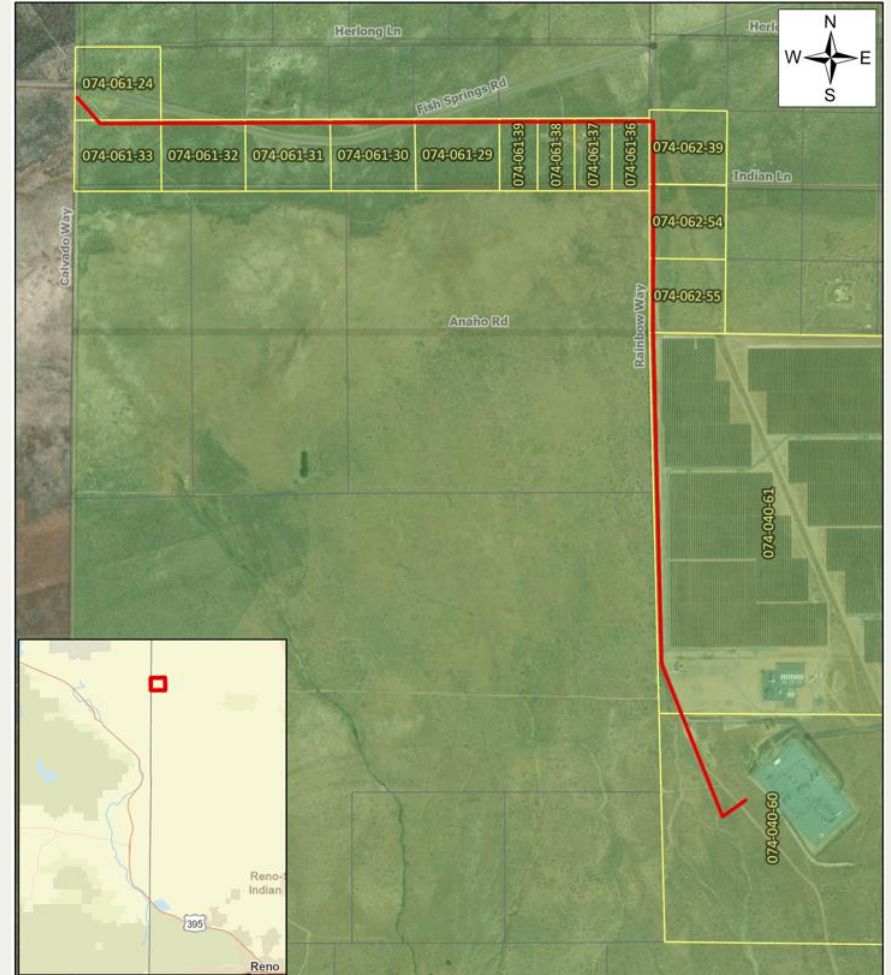 Herlong Ln
N
W
E
S
074-061-24
Fish Springs Rd
074-061-33
074-061-32
074-061-31
074-061-30
074-061-29
074-061-39
074-061-38
074-061-37
074-061-36
074-062-39
Indian Ln
074-062-54
Calvado Way
074-062-55
Rainbow Way
Anaho Rd
074-040-61
074-040-60
Indian
395
Reno